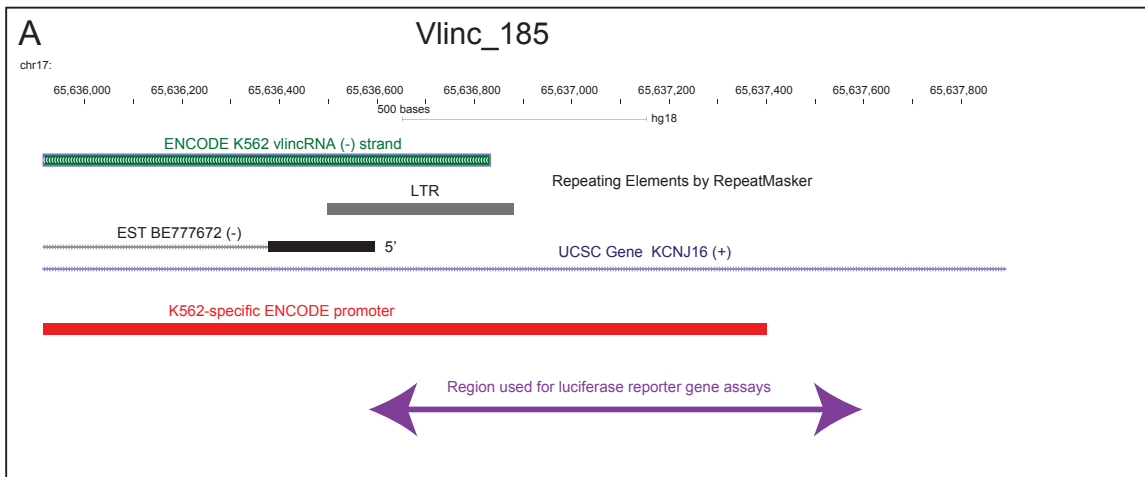 A
Vlinc_185
chr17:
65,636,000 65,636,200 65,636,400 65,636,600 65,636,800 65,637,000 65,637,200 65,637,400 65,637,600 65,637,800
500 bases hg18
ENCODE K562 vlincRNA (-) strand
Repeating Elements by RepeatMasker
LTR
EST BE777672 (-) 5’
UCSC Gene KCNJ16 (+)
K562-specific ENCODE promoter
Region used for luciferase reporter gene assays